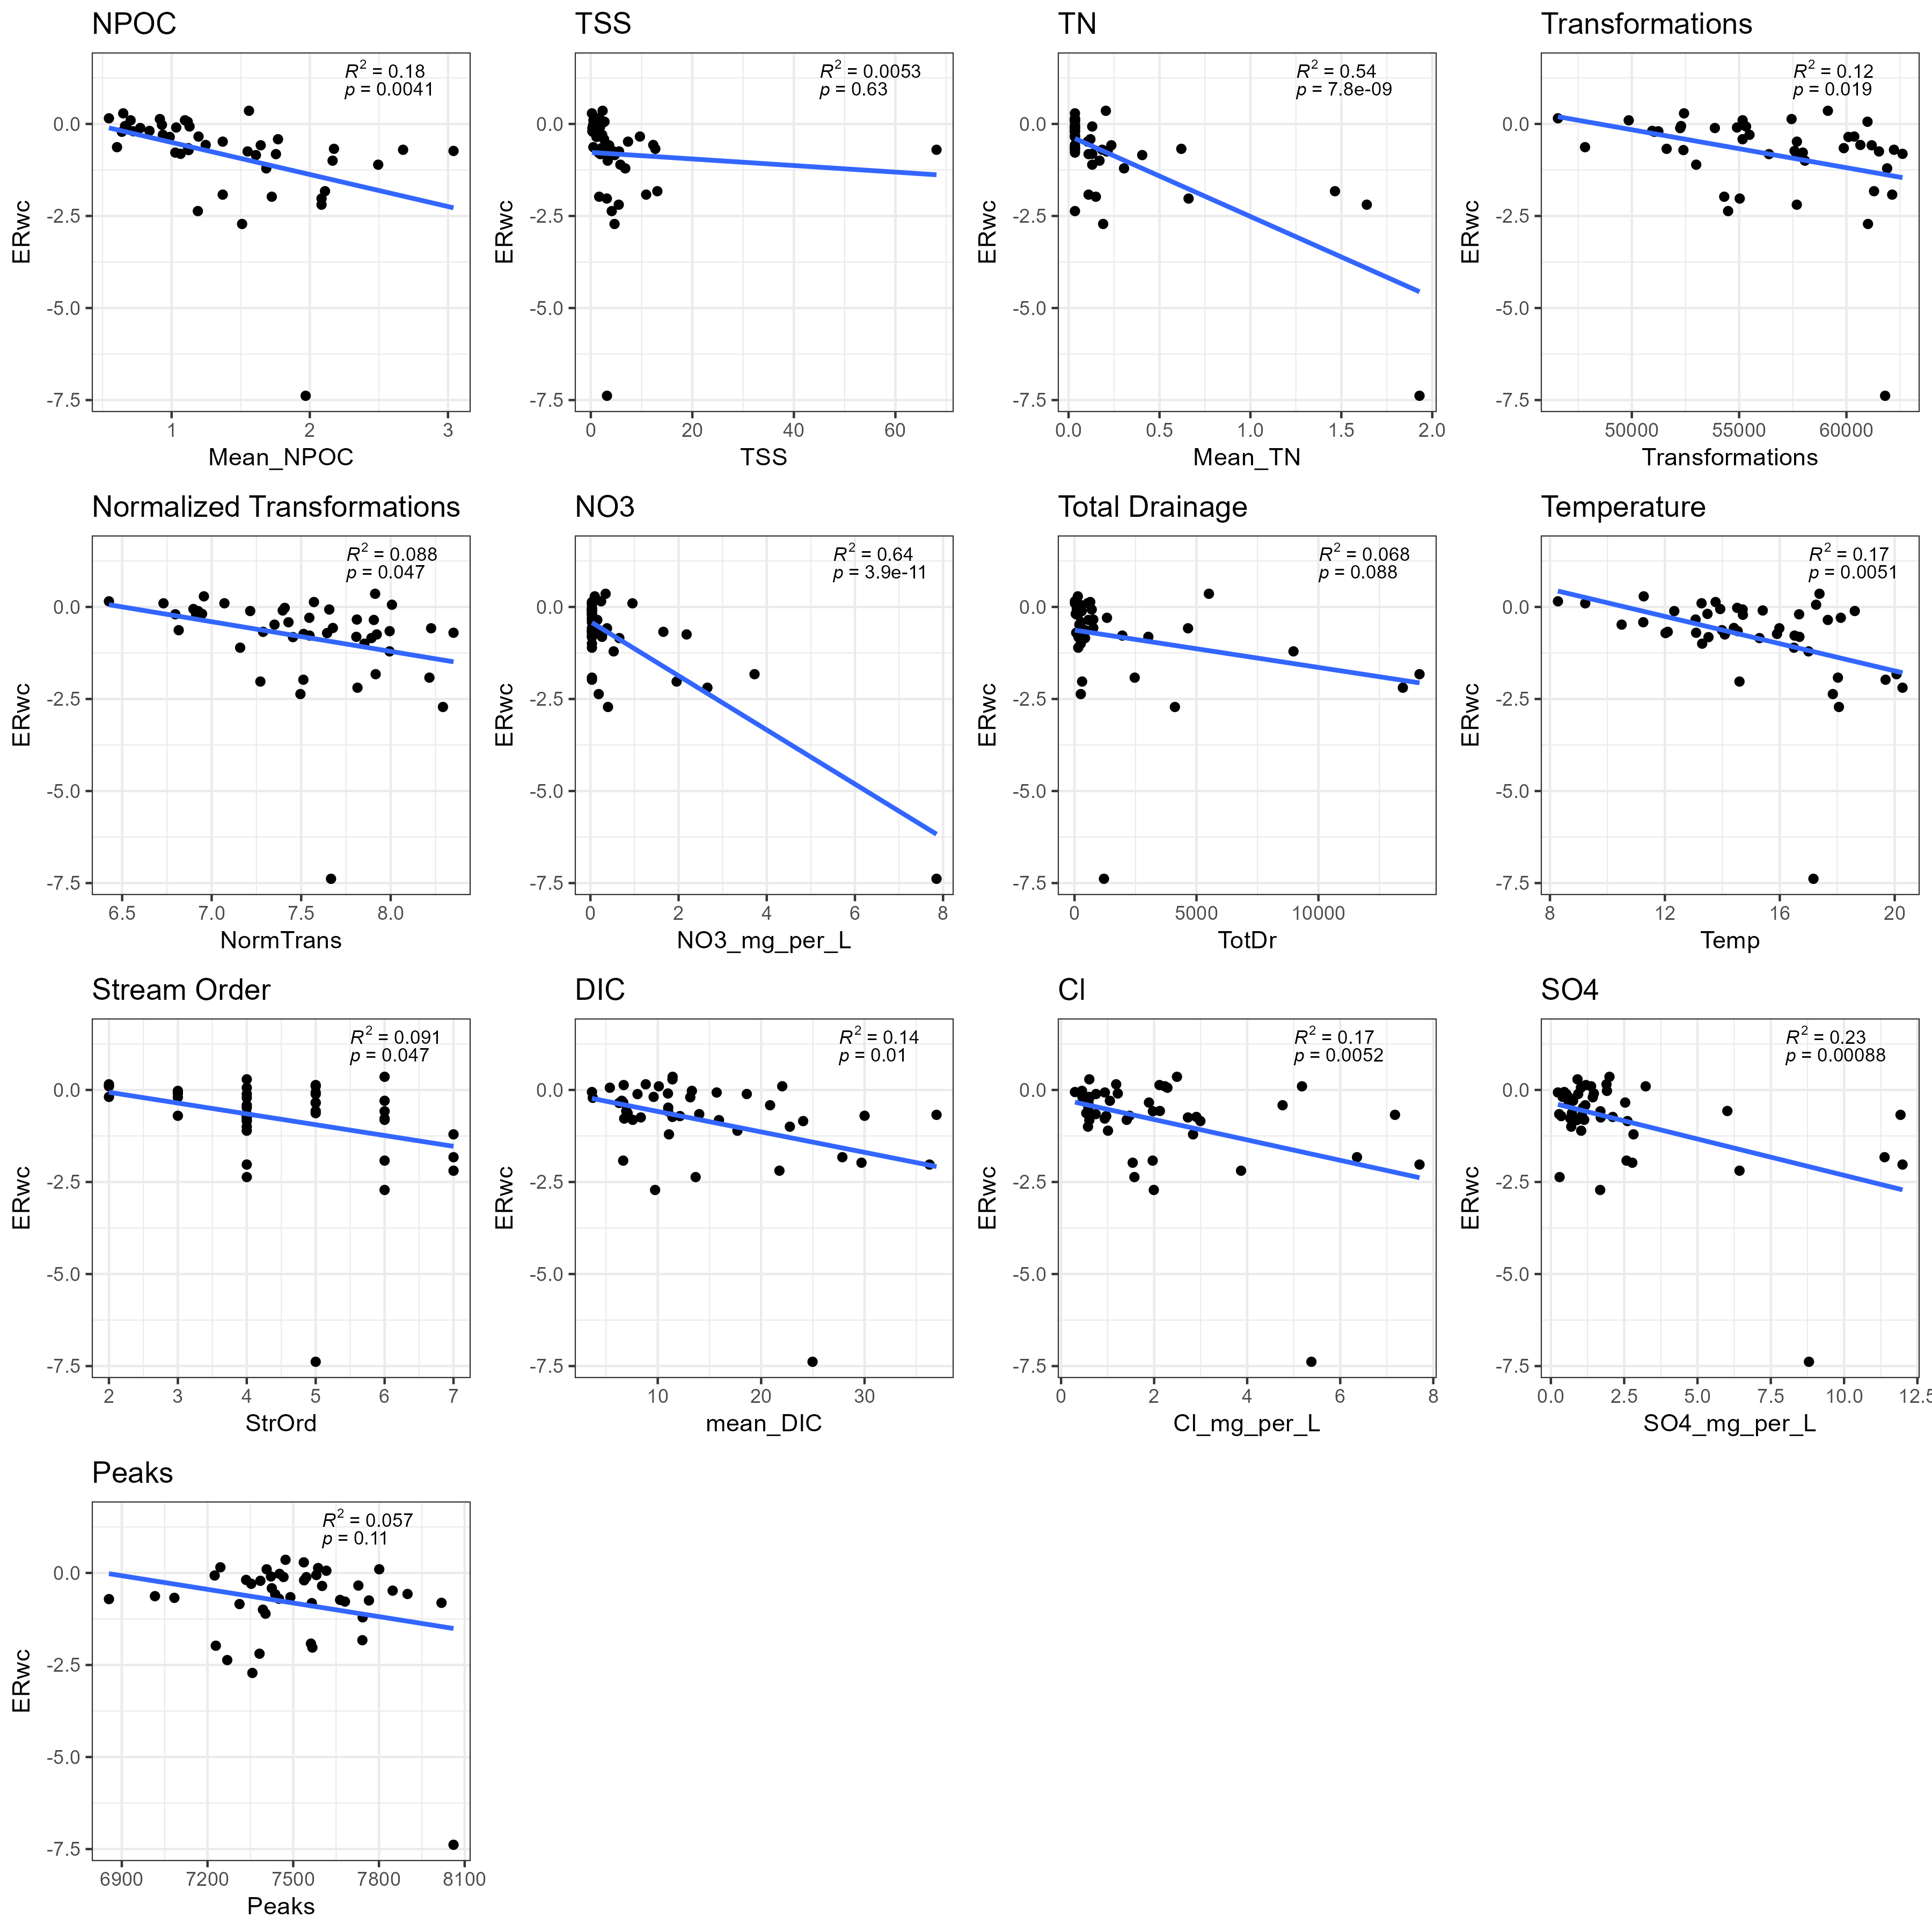 NPOC
R² = 0.18
p = 0.0041
0.0
-2.5
-5.0
-7.5
ERwc
1 2 3
Mean_NPOC
TSS
R² = 0.0053
p = 0.63
0.0
-2.5
-5.0
-7.5
ERwc
0 20 40 60
TSS
TN
R² = 0.54
p = 7.8e-09
0.0
-2.5
-5.0
-7.5
ERwc
0.0 0.5 1.0 1.5 2.0
Mean_TN
Transformations
R² = 0.12
p = 0.019
0.0
-2.5
-5.0
-7.5
ERwc
50000 55000 60000
Transformations
Normalized Transformations
R² = 0.088
p = 0.047
0.0
-2.5
-5.0
-7.5
ERwc
6.5 7.0 7.5 8.0
NormTrans
NO3
R² = 0.64
p = 3.9e-11
0.0
-2.5
-5.0
-7.5
ERwc
0 2 4 6 8
NO3_mg_per_L
Total Drainage
R² = 0.068
p = 0.088
0.0
-2.5
-5.0
-7.5
ERwc
0 5000 10000
TotDr
Temperature
R² = 0.17
p = 0.0051
0.0
-2.5
-5.0
-7.5
ERwc
8 12 16 20
Temp
Stream Order
R² = 0.091
p = 0.047
0.0
-2.5
-5.0
-7.5
ERwc
2 3 4 5 6 7
StrOrd
DIC
R² = 0.14
p = 0.01
0.0
-2.5
-5.0
-7.5
ERwc
10 20 30
mean_DIC
Cl
R² = 0.17
p = 0.0052
0.0
-2.5
-5.0
-7.5
ERwc
0 2 4 6 8
Cl_mg_per_L
SO4
R² = 0.23
p = 0.00088
0.0
-2.5
-5.0
-7.5
ERwc
0.0 2.5 5.0 7.5 10.0 12.5
SO4_mg_per_L
Peaks
R² = 0.057
p = 0.11
0.0
-2.5
-5.0
-7.5
ERwc
6900 7200 7500 7800 8100
Peaks